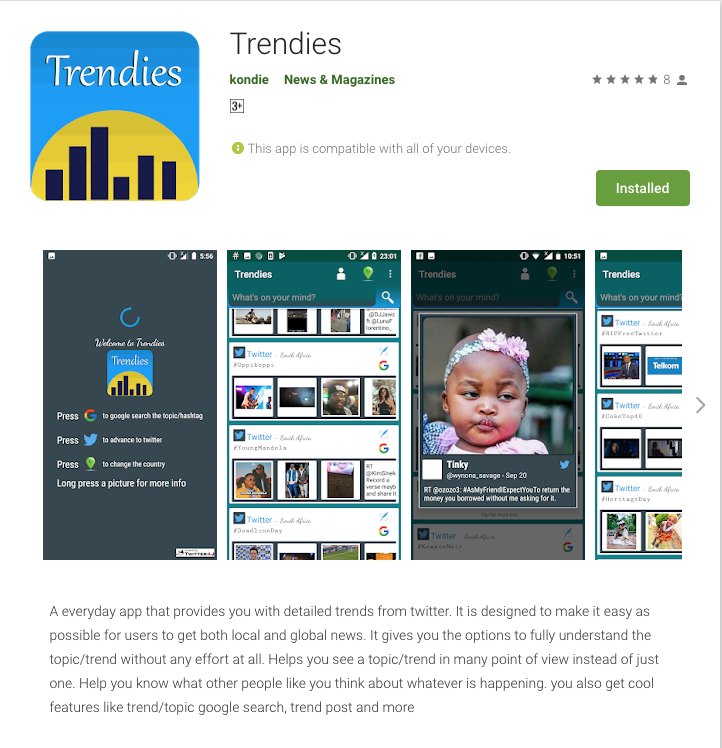 Trendies
Trendies
kondie News & Magazines
8
3+
This app is compatible with all of your devices.
Installed
5:56
Welcome to Trendies
Trendies
Press G to google search the topic/hashtag
Press to advance to twitter
Press to change the country
Long press a picture for more info
# 23:01
Trendies
What's on your mind?
@DJJawz
ft @LunaF
forentino_
Twitter - South Africa
#Oppikoppi
G
Twitter - South Africa
#YoungMandela
G
RT
@KimSinek
Record a
verse mayb
and share it
Twitter - South Africa
#DeadlineDay
G
10:51
Trendies
What's on your mind?
Tinky
@wynona_savage - Sep 20
RT @ozozo3: #AsMyFriendIExpectYouTo return the
money you borrowed without me asking for it.
Tap for more info
Twitter - South Africa
G
Trendies
What's on your mind?
Twitter - South Africa
#RIPFreeTwitter
Telkom
Twitter - South Africa
#CokeTop40
Twitter - South Africa
#HeritageDay
A everyday app that provides you with detailed trends from twitter. It is designed to make it easy as
possible for users to get both local and global news. It gives you the options to fully understand the
topic/trend without any effort at all. Helps you see a topic/trend in many point of view instead of just
one. Help you know what other people like you think about whatever is happening. you also get cool
features like trend/topic google search, trend post and more